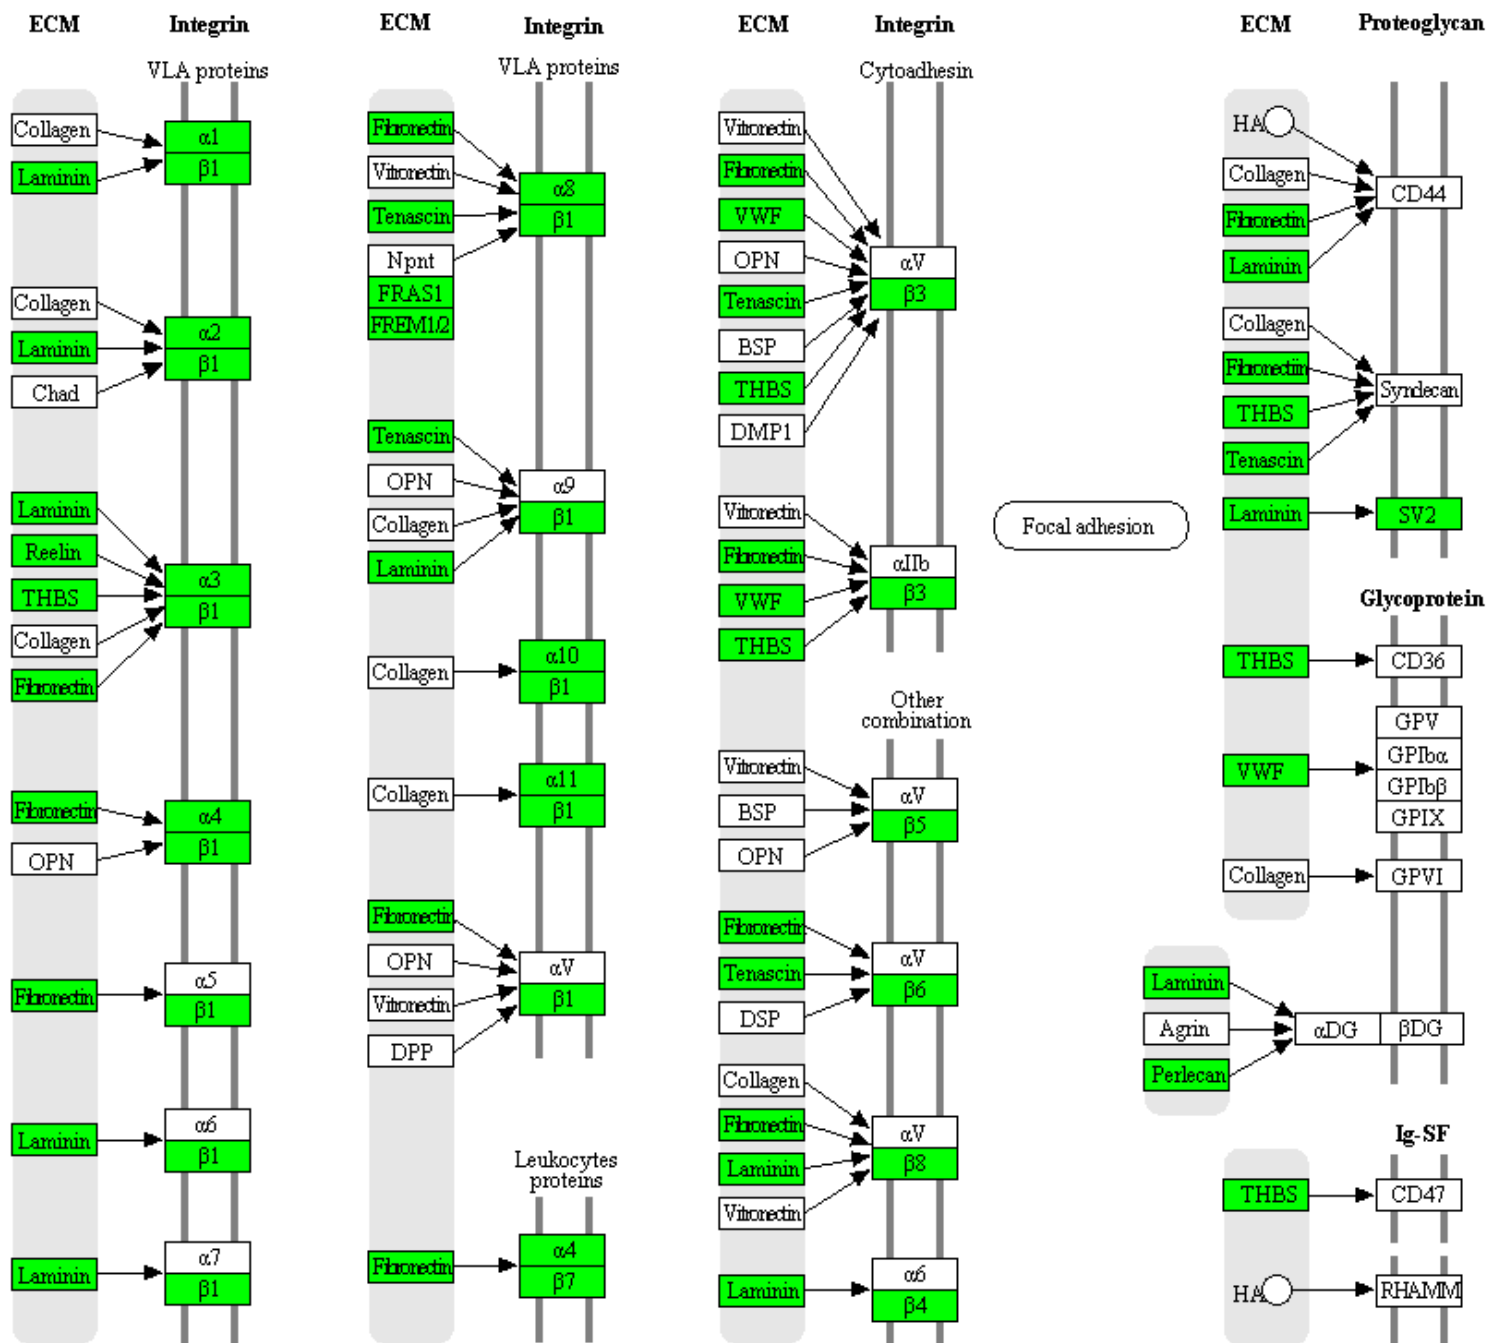 ECM Integrin
VLA proteins
Collagen
Laminin
α1
β1
Collagen
Laminin
Chad
α2
β1
Laminin
Reelin
THBS
Collagen
Fibronectin
α3
β1
Fibronectin
OPN
α4
β1
Fibronectin
α5
β1
Laminin
α6
β1
Laminin
α7
β1
ECM Integrin
VLA proteins
Fibronectin
Vitronectin
Tenascin
Npnt
FRAS1
FREM1/2
α8
β1
Tenascin
OPN
Collagen
Laminin
α9
β1
Collagen
α10
β1
Collagen
α11
β1
Fibronectin
OPN
Vitronectin
DPP
αV
β1
Leukocytes
proteins
Fibronectin
α4
β7
ECM Integrin
Cytoadhesin
Vitronectin
Fibronectin
VWF
OPN
Tenascin
BSP
THBS
DMP1
αV
β3
Vitronectin
Fibronectin
VWF
THBS
αIIb
β3
Other
combination
Vitronectin
BSP
OPN
αV
β5
Fibronectin
Tenascin
DSP
αV
β6
Collagen
Fibronectin
Laminin
Vitronectin
αV
β8
Laminin
α6
β4
Focal adhesion
ECM Proteoglycan
HA
Collagen
Fibronectin
Laminin
CD44
Collagen
Fibronectiin
THBS
Tenascin
Syndecan
Laminin
SV2
Glycoprotein
THBS
CD36
VWF
GPV
GPIbα
GPIbβ
GPIX
Collagen
GPVI
Laminin
Agrin
Perlecan
αDG βDG
Ig-SF
THBS
CD47
HA
RHAMM